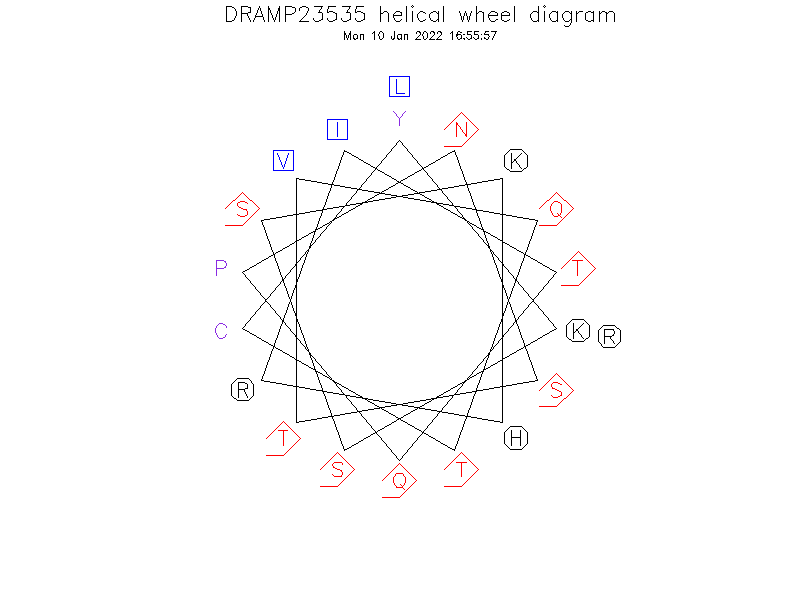 DRAMP23535 helical wheel diagram
Mon 10 Jan 2022 16:55:57
L
Y
I
N
V
K
S
Q
P
T
C
K R
R
S
T
H
S
T
Q